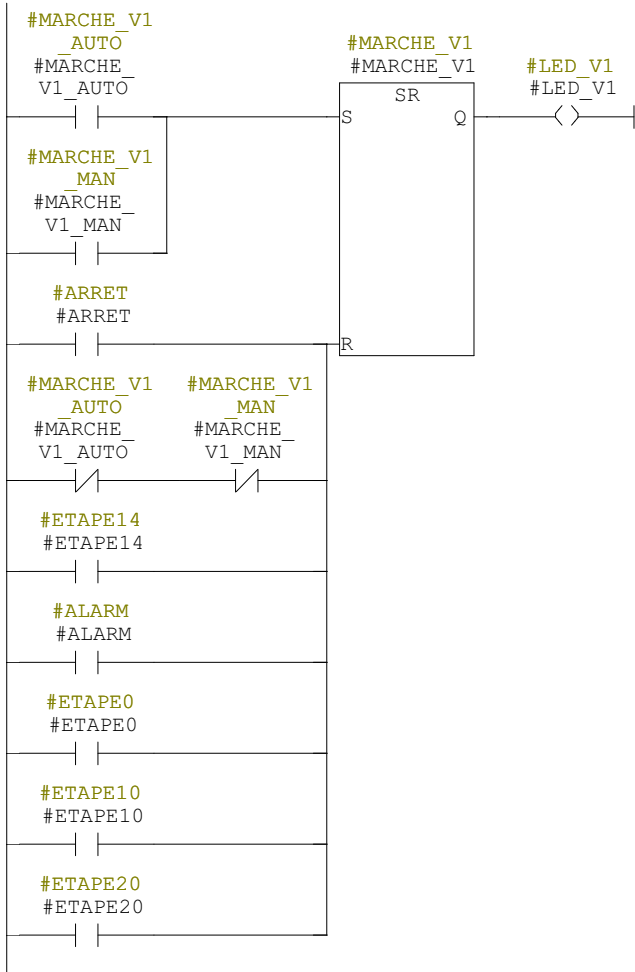 #MARCHE_V1
_AUTO
#MARCHE_
V1_AUTO
#MARCHE_V1
#MARCHE_V1
#LED_V1
#LED_V1
SR
S
Q
#MARCHE_V1
_MAN
#MARCHE_
V1_MAN
#ARRET
#ARRET
R
#MARCHE_V1
_AUTO
#MARCHE_
V1_AUTO
#MARCHE_V1
_MAN
#MARCHE_
V1_MAN
#ETAPE14
#ETAPE14
#ALARM
#ALARM
#ETAPE0
#ETAPE0
#ETAPE10
#ETAPE10
#ETAPE20
#ETAPE20